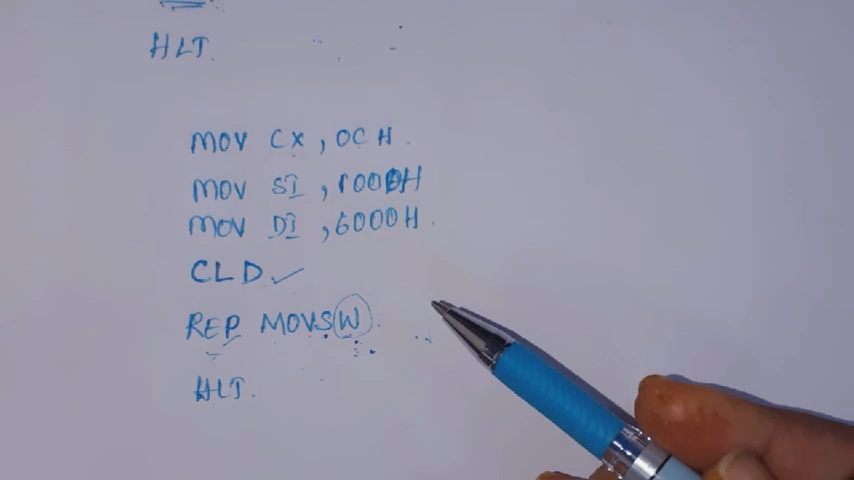 HLT.
MOV CX, 0CH.
MOV SI, 1000H
MOV DI, 6000H.
CLD ✓
REP MOVSW.
HLT.